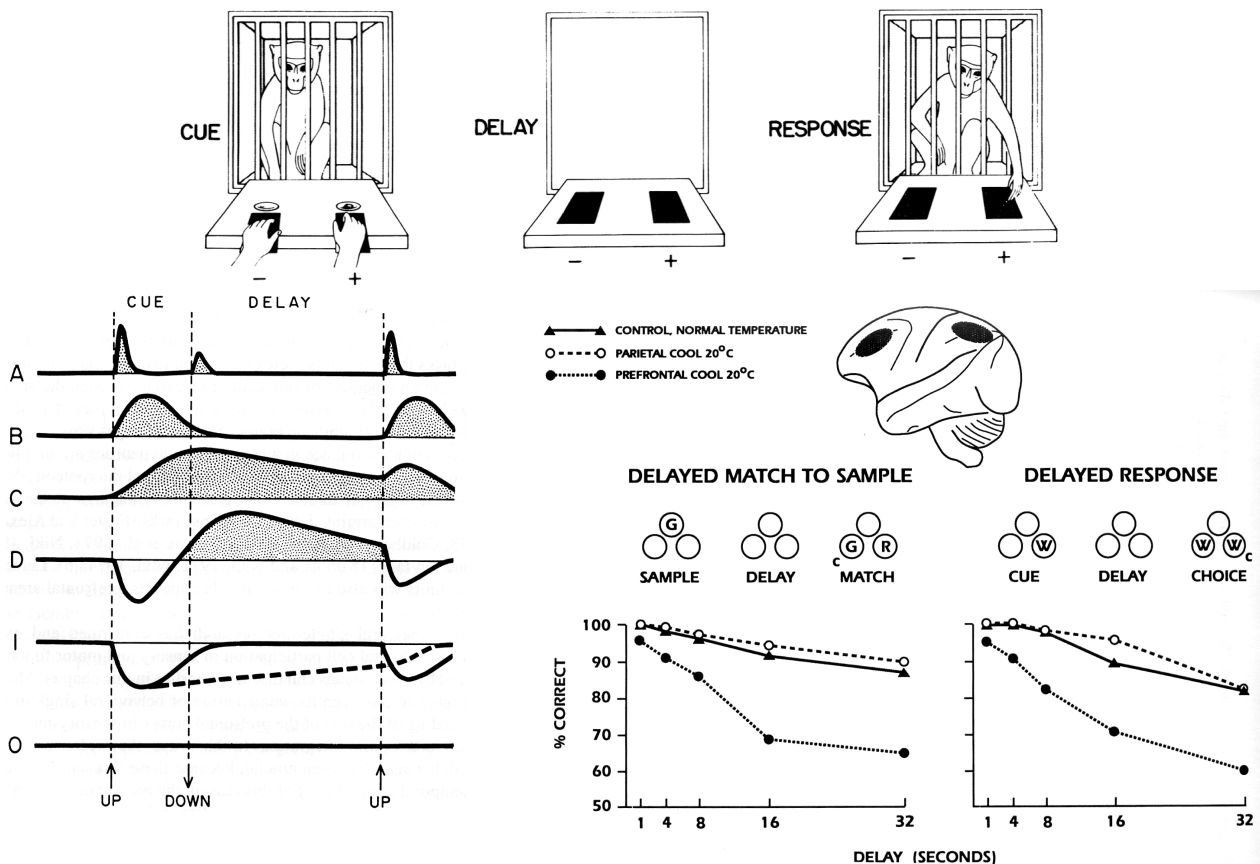 CUE
DELAY
RESPONSE
− +
− +
− +
CUE DELAY
A
B
C
D
I
O
UP DOWN UP
CONTROL, NORMAL TEMPERATURE
PARIETAL COOL 20°C
PREFRONTAL COOL 20°C
DELAYED MATCH TO SAMPLE
G
G R
C
SAMPLE DELAY MATCH
% CORRECT
100
90
80
70
60
50
1 4 8 16 32
DELAYED RESPONSE
W
W W
C
CUE DELAY CHOICE
1 4 8 16 32
DELAY (SECONDS)